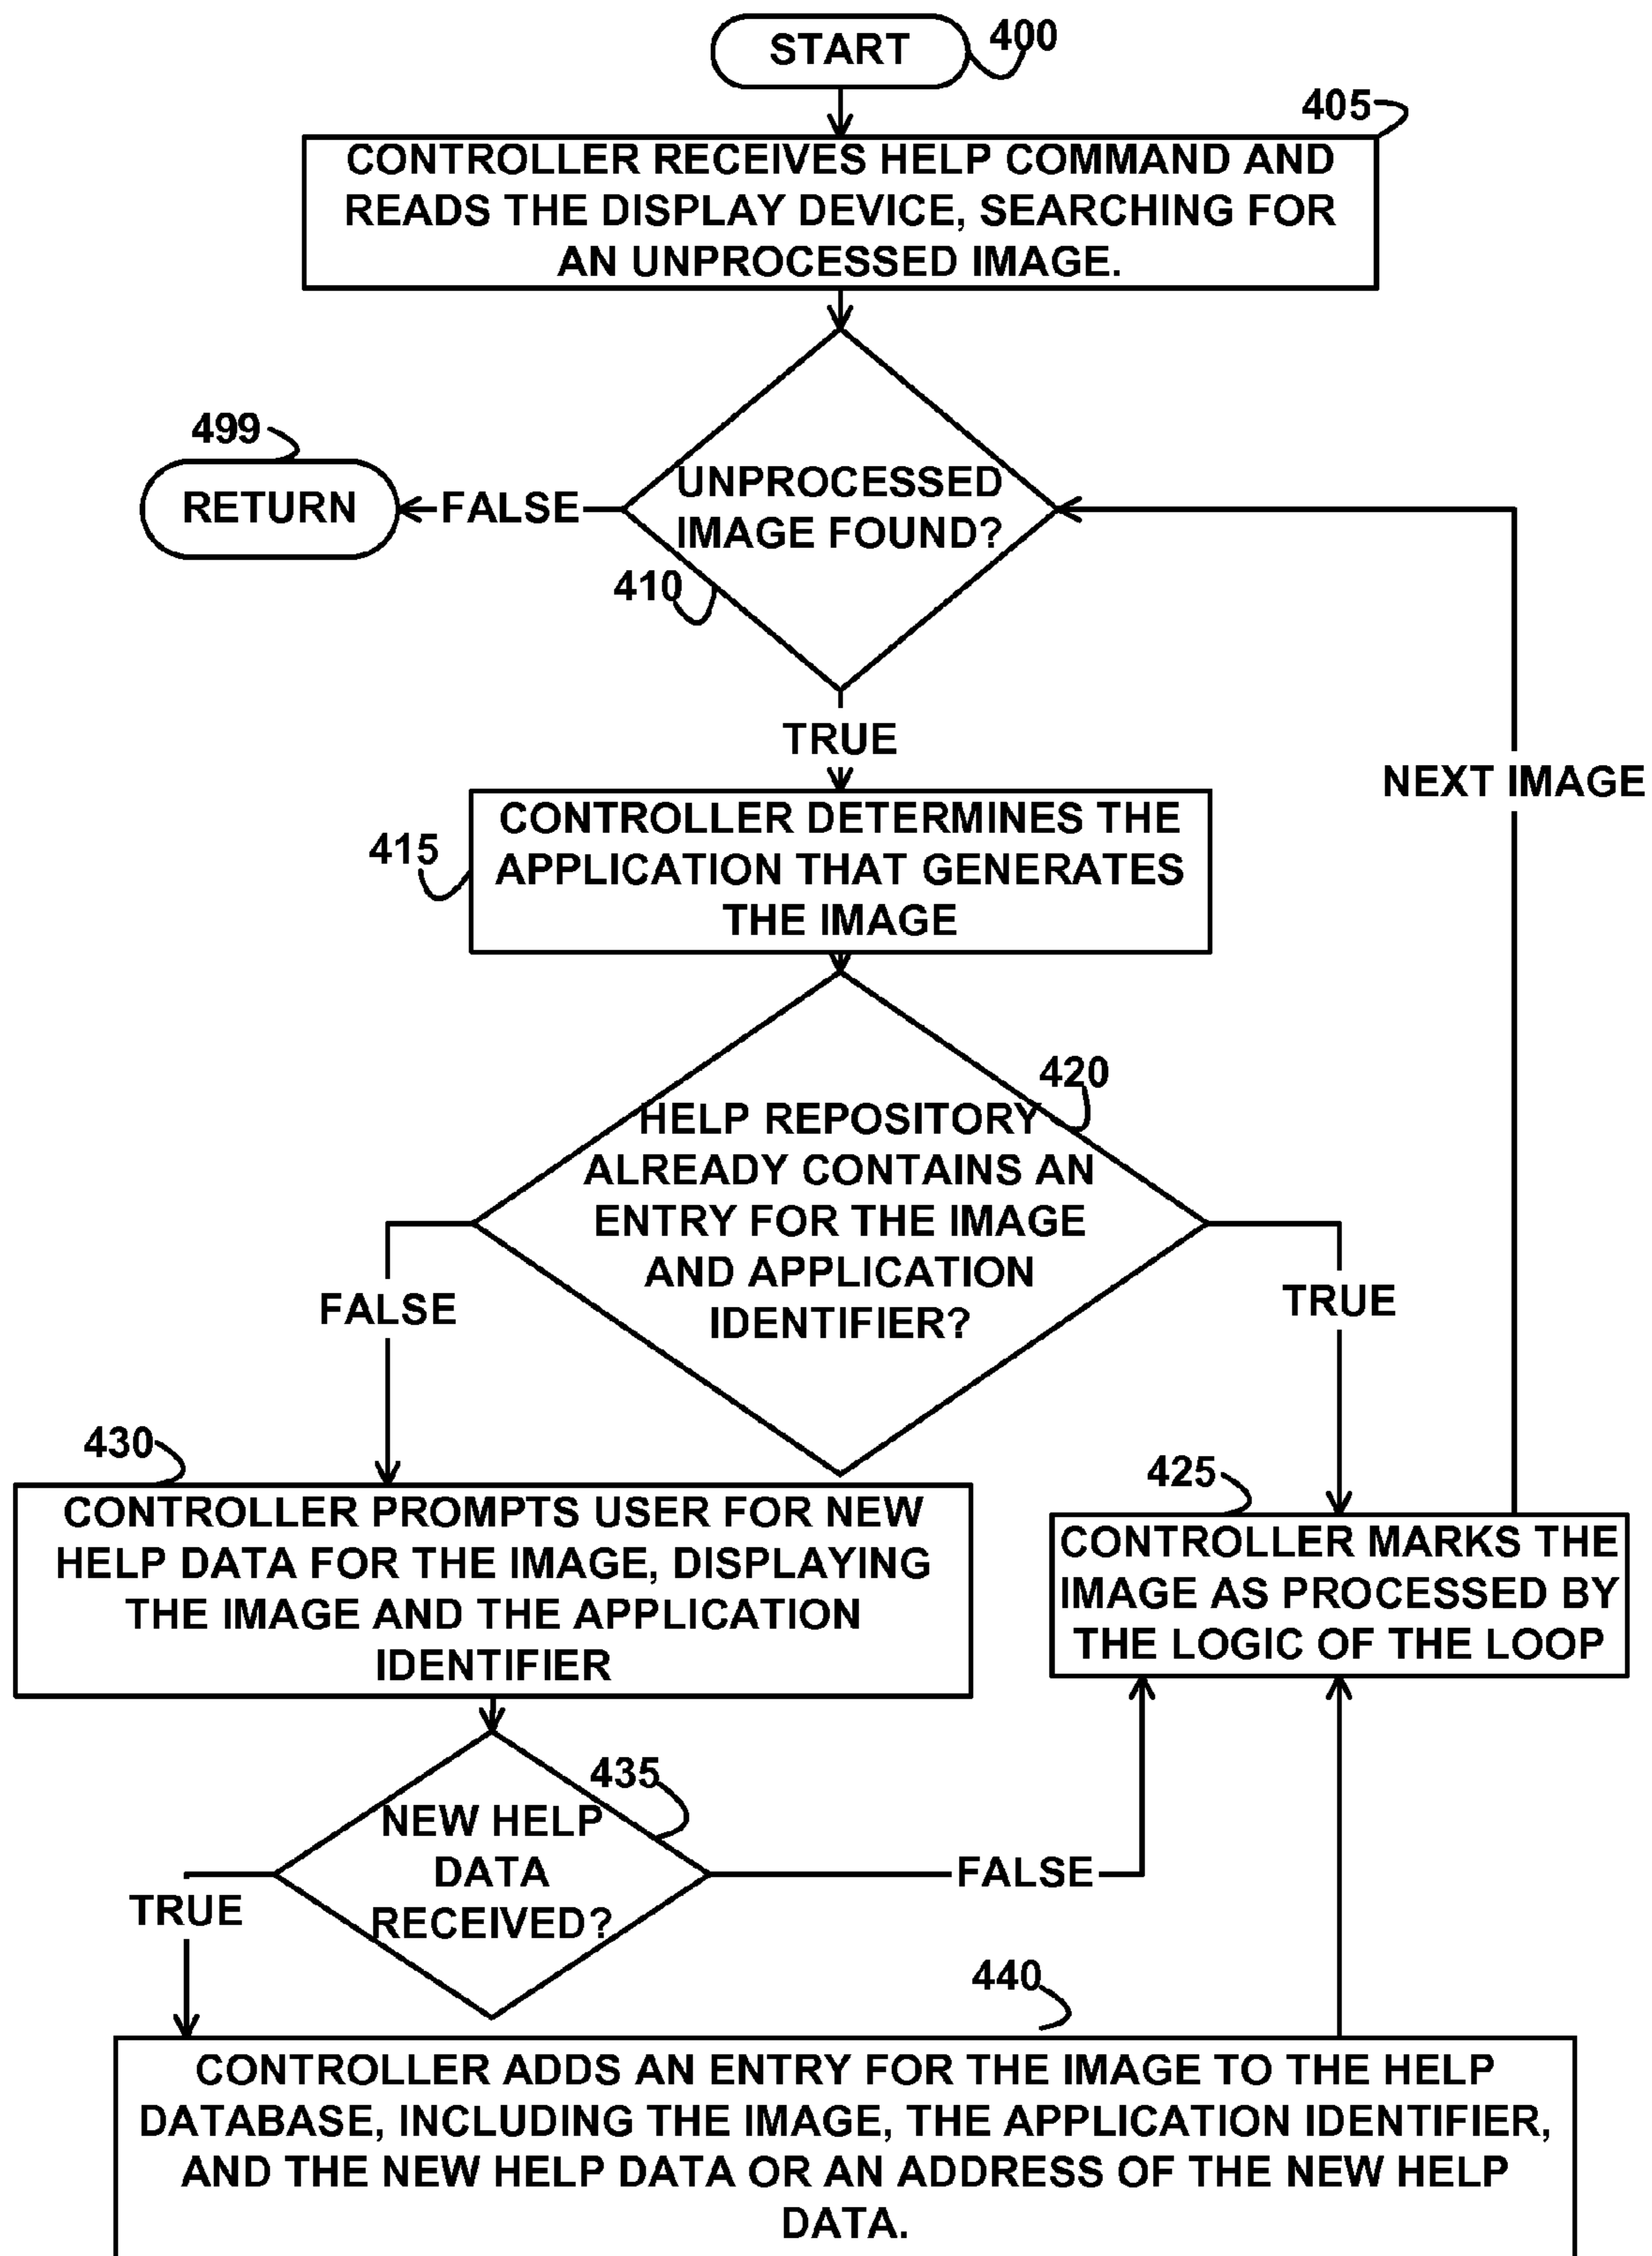 START
400
405
CONTROLLER RECEIVES HELP COMMAND AND
READS THE DISPLAY DEVICE, SEARCHING FOR
AN UNPROCESSED IMAGE.
499
RETURN
FALSE
UNPROCESSED
IMAGE FOUND?
410
TRUE
NEXT IMAGE
415
CONTROLLER DETERMINES THE
APPLICATION THAT GENERATES
THE IMAGE
420
HELP REPOSITORY
ALREADY CONTAINS AN
ENTRY FOR THE IMAGE
AND APPLICATION
IDENTIFIER?
FALSE
TRUE
430
CONTROLLER PROMPTS USER FOR NEW
HELP DATA FOR THE IMAGE, DISPLAYING
THE IMAGE AND THE APPLICATION
IDENTIFIER
425
CONTROLLER MARKS THE
IMAGE AS PROCESSED BY
THE LOGIC OF THE LOOP
435
NEW HELP
DATA
RECEIVED?
FALSE
TRUE
440
CONTROLLER ADDS AN ENTRY FOR THE IMAGE TO THE HELP
DATABASE, INCLUDING THE IMAGE, THE APPLICATION IDENTIFIER,
AND THE NEW HELP DATA OR AN ADDRESS OF THE NEW HELP
DATA.